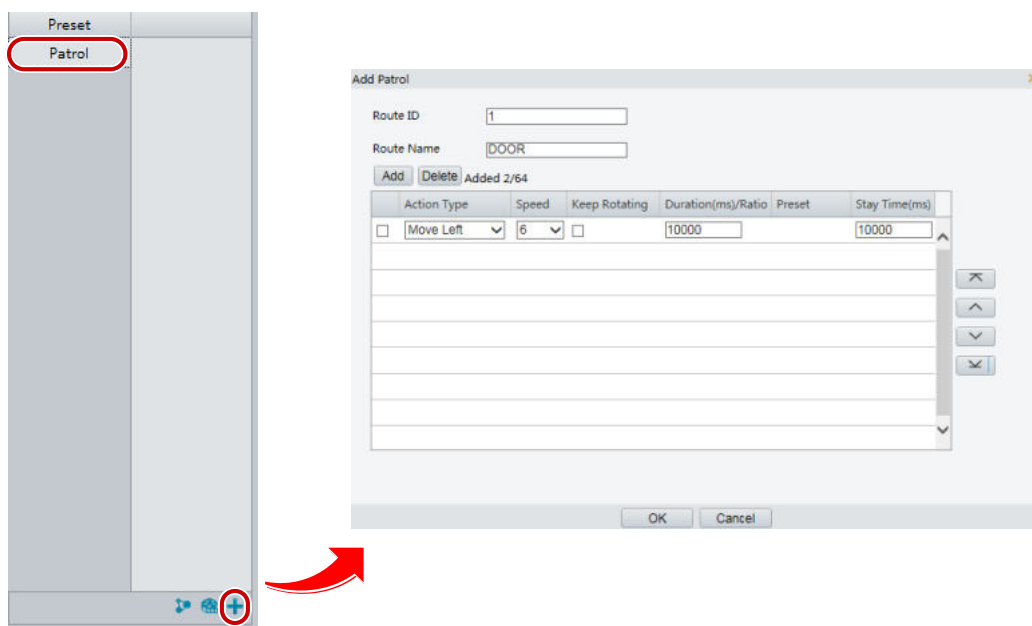 Preset
Patrol
Add Patrol
Route ID 1
Route Name DOOR
Add Delete Added 2/64
Action Type Speed Keep Rotating Duration(ms)/Ratio Preset Stay Time(ms)
Move Left 6 10000 10000
OK Cancel